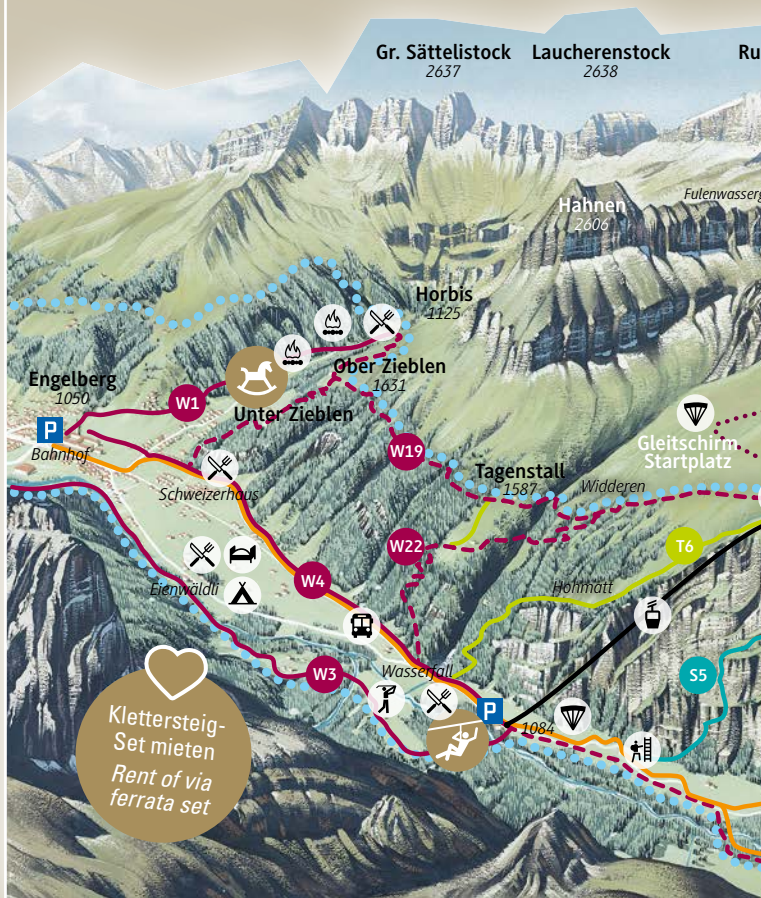 Gr. Sättelistock
2637
Laucherenstock
2638
Ru
Hahnen
2606
Fulenwasserg
Horbis
1125
Engelberg
1050
Ober Zieblen
1631
W1
Unter Zieblen
P
Bahnhof
Gleitschirm
Startplatz
W19
Tagenstall
1587
Widderen
Schweizerhaus
W22
T6
Eienwäldli
W4
Hohmatt
Wasserfall
W3
S5
P
1084
Klettersteig-
Set mieten
Rent of via
ferrata set